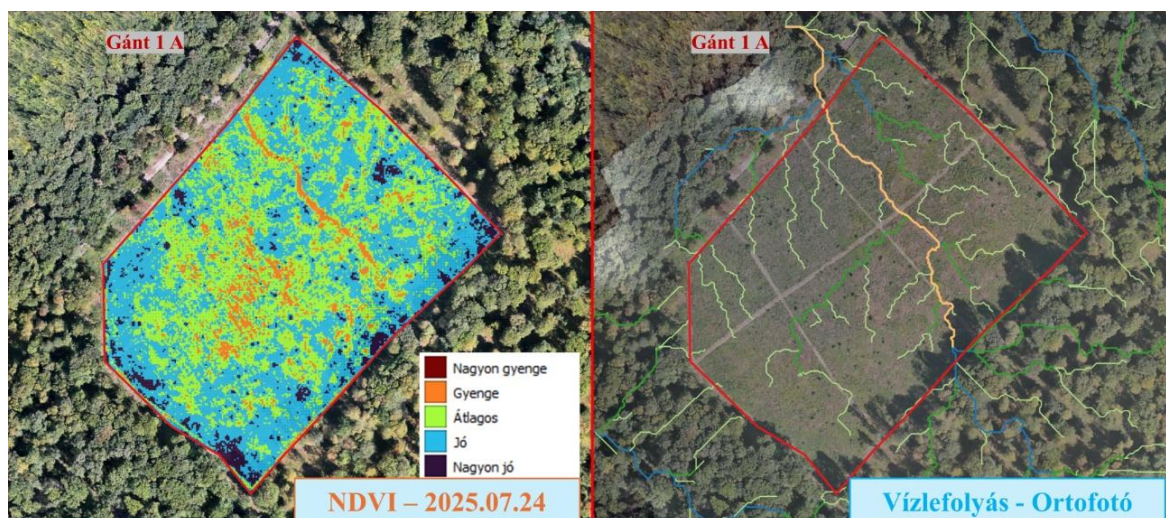 Gánt 1 A
Gánt 1 A
Nagyon gyenge
Gyenge
Átlagos
Jó
Nagyon jó
NDVI – 2025.07.24
Vízlefolyás - Ortofotó